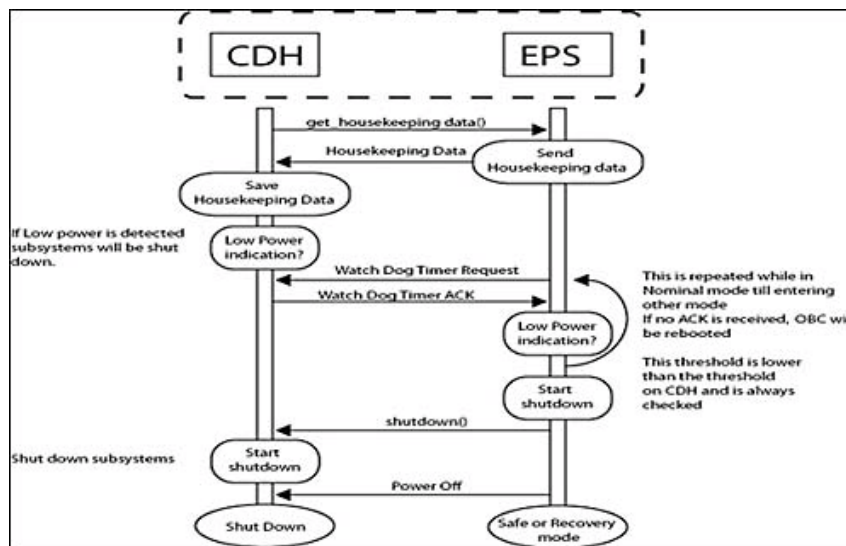 CDH
EPS
get_housekeeping data()
Housekeeping Data
Send
Housekeeping data
Save
Housekeeping Data
If Low power is detected
subsystems will be shut
down.
Low Power
indication?
Watch Dog Timer Request
Watch Dog Timer ACK
This is repeated while in
Nominal mode till entering
other mode
If no ACK is received, OBC wi
be rebooted
Low Power
indication?
This threshold is lower
than the threshold
on CDH and is always
checked
Start
shutdown
shutdown()
Shut down subsystems
Start
shutdown
Power Off
Shut Down
Safe or Recovery
mode